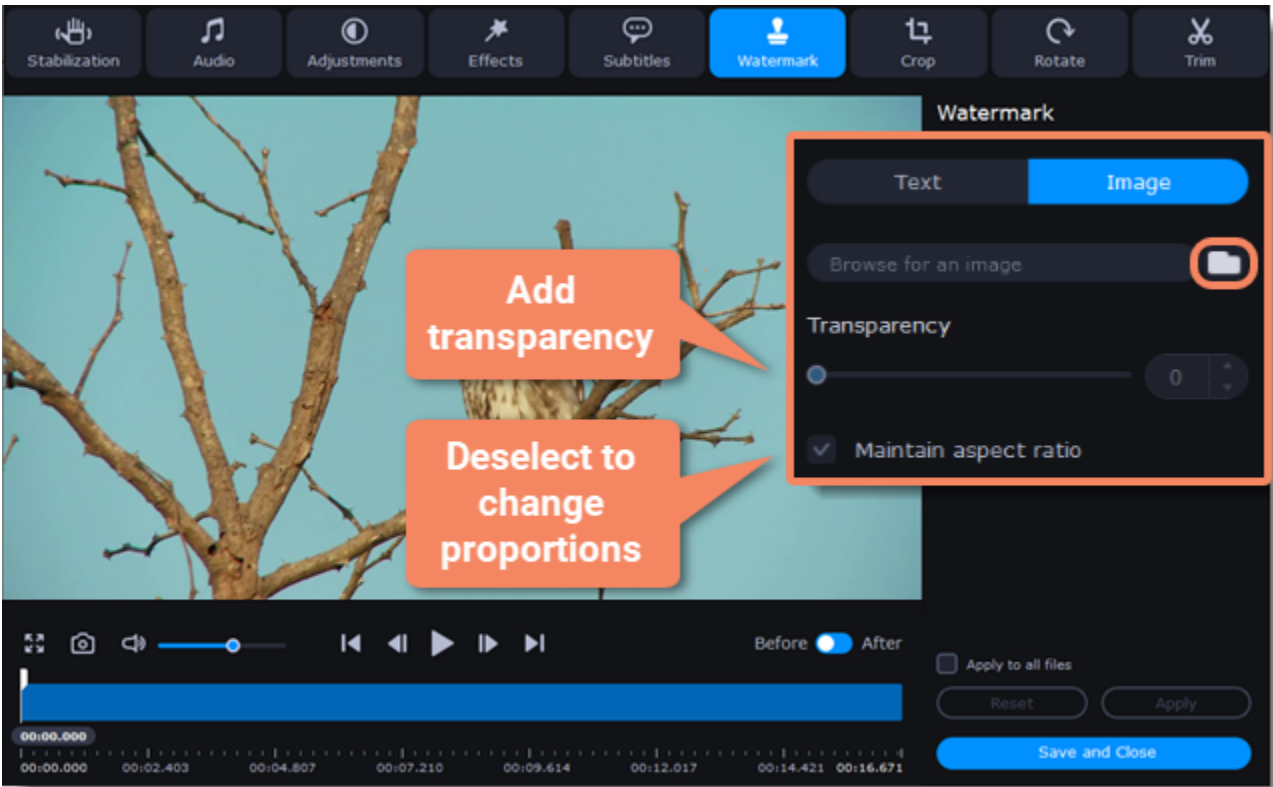 Stabilization
Audio
Adjustments
Effects
Subtitles
Watermark
Crop
Rotate
Trim
Watermark
Text
Image
Browse for an image
Add
transparency
Transparency
0
Deselect to
change
proportions
Maintain aspect ratio
Before
After
Apply to all files
Reset
Apply
00:00.000
00:00.000
00:02.403
00:04.807
00:07.210
00:09.614
00:12.017
00:14.421
00:16.671
Save and Close